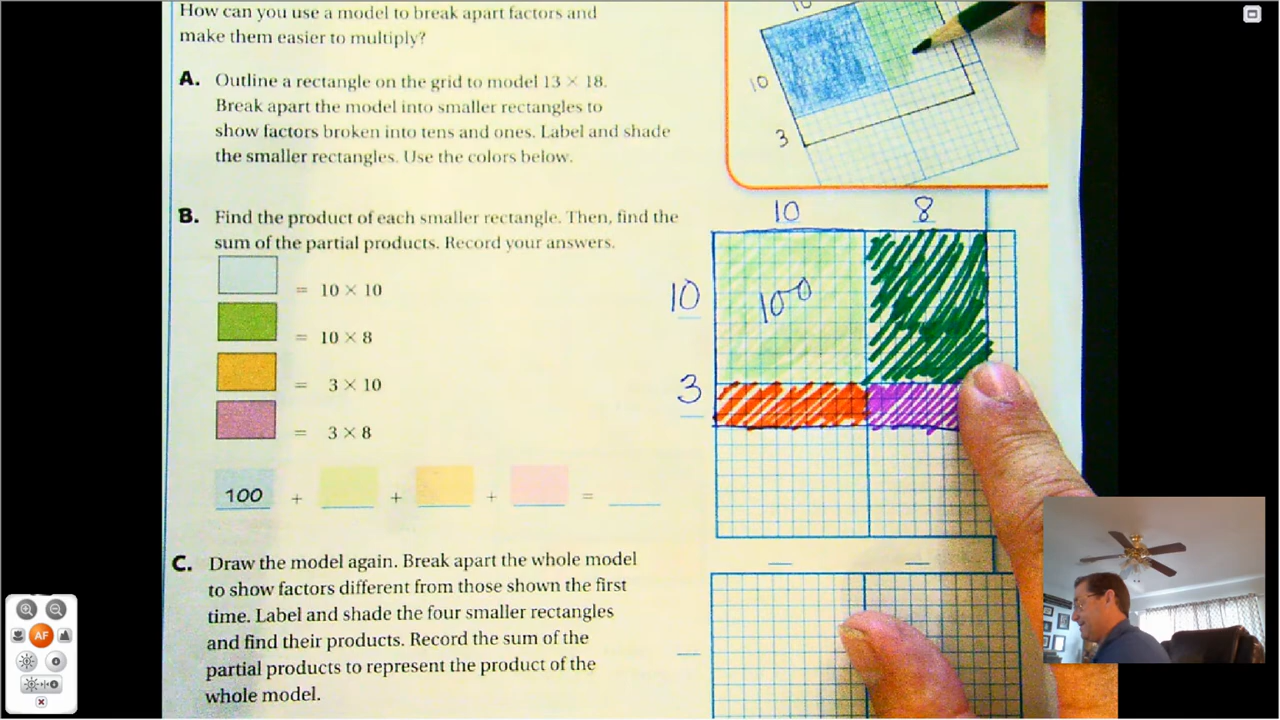 How can you use a model to break apart factors and
make them easier to multiply?
10
10
3
A. Outline a rectangle on the grid to model 13 × 18.
Break apart the model into smaller rectangles to
show factors broken into tens and ones. Label and shade
the smaller rectangles. Use the colors below.
B. Find the product of each smaller rectangle. Then, find the
sum of the partial products. Record your answers.
= 10 × 10
= 10 × 8
= 3 × 10
= 3 × 8
100 + + + = 
10 8
10
100
3
C. Draw the model again. Break apart the whole model
to show factors different from those shown the first
time. Label and shade the four smaller rectangles
and find their products. Record the sum of the
partial products to represent the product of the
whole model.
AF